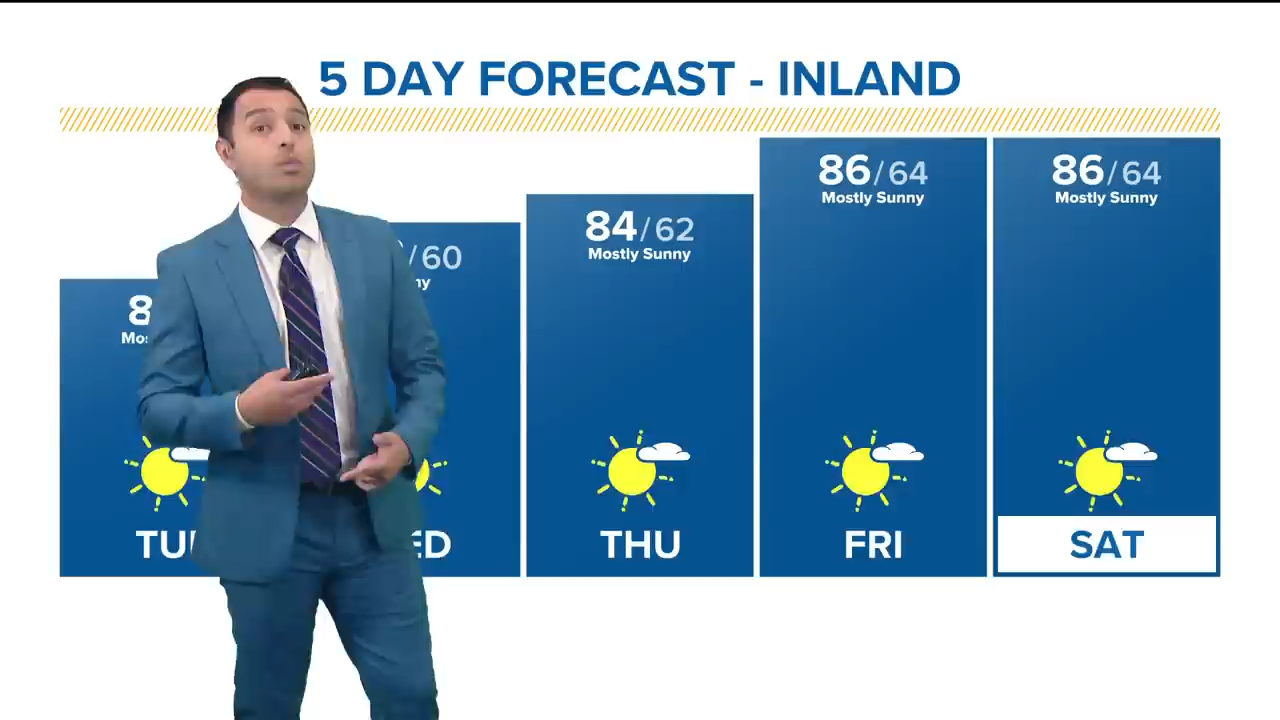 5 DAY FORECAST - INLAND
86/64
Mostly Sunny
86/64
Mostly Sunny
84/62
Mostly Sunny
/60
THU
FRI
SAT